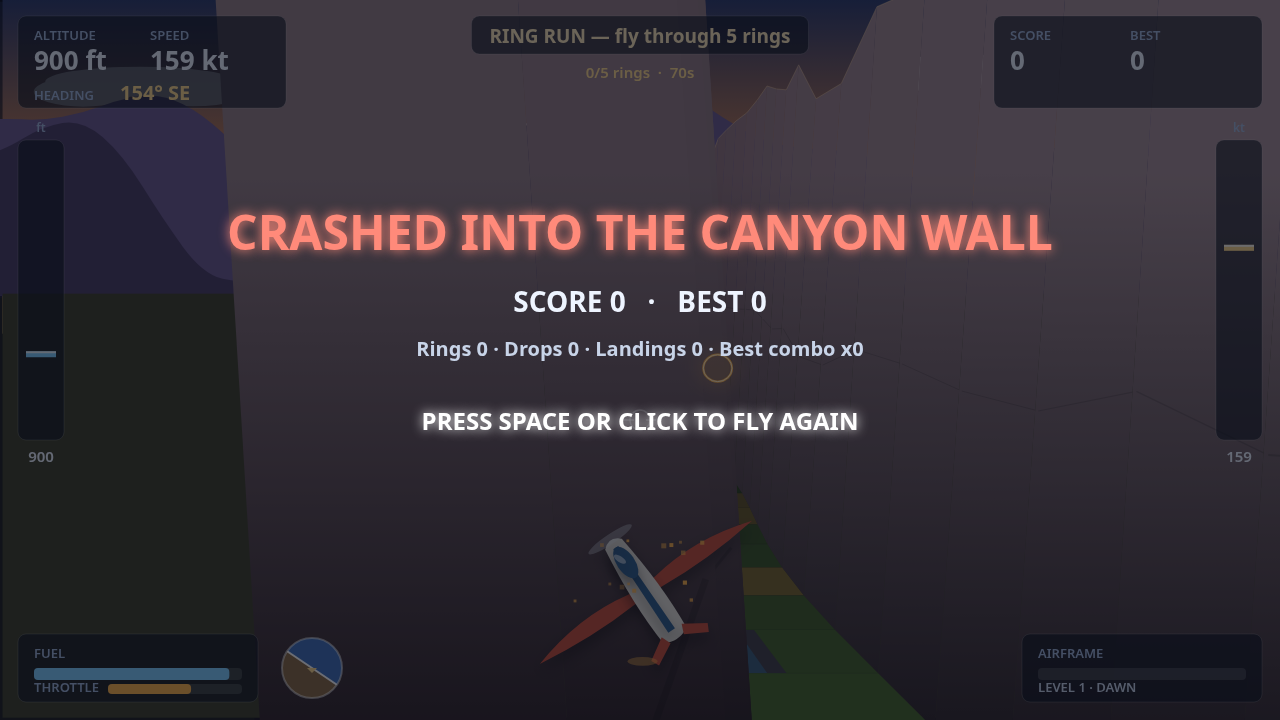 ALTITUDE SPEED
900 ft 159 kt
HEADING 154° SE
RING RUN — fly through 5 rings
0/5 rings · 70s
SCORE BEST
0 0
ft
kt
CRASHED INTO THE CANYON WALL
SCORE 0 · BEST 0
Rings 0 · Drops 0 · Landings 0 · Best combo x0
PRESS SPACE OR CLICK TO FLY AGAIN
900
159
FUEL
THROTTLE
AIRFRAME
LEVEL 1 · DAWN